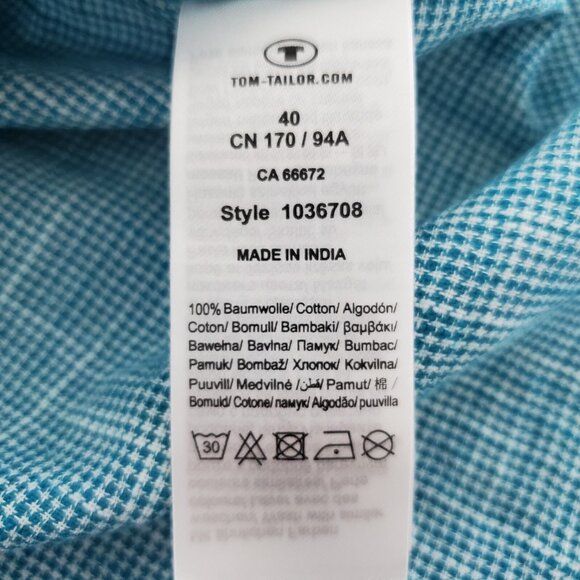 TOM-TAILOR.COM
40
CN 170 / 94A
CA 66672
Style 1036708
MADE IN INDIA
100% Baumwolle/ Cotton/ Algodón/
Coton/ Bomull/ Bambaki/ βαμβάκι/
Bawełna/ Bavlna/ Памук/ Bumbac/
Pamuk/ Bombaž/ Хлопок/ Kokvilna/
Puuvill/ Medvilnė /قطن/ Pamut/ 棉 /
Bomuld/ Cotone/ памук/ Algodão/ puuvilla
30